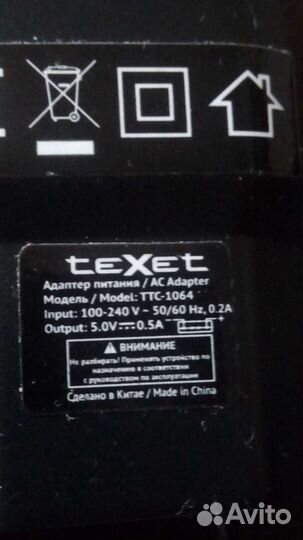 teXet
Адаптер питания / AC Adapter
Модель / Model: TTC-1064
Input: 100-240 V ~ 50/60 Hz, 0.2A
Output: 5.0V⎓0.5A
ВНИМАНИЕ
Не разбирать! Применять устройство по
назначению в соответствии
с руководством по эксплуатации
Сделано в Китае / Made in China
Avito